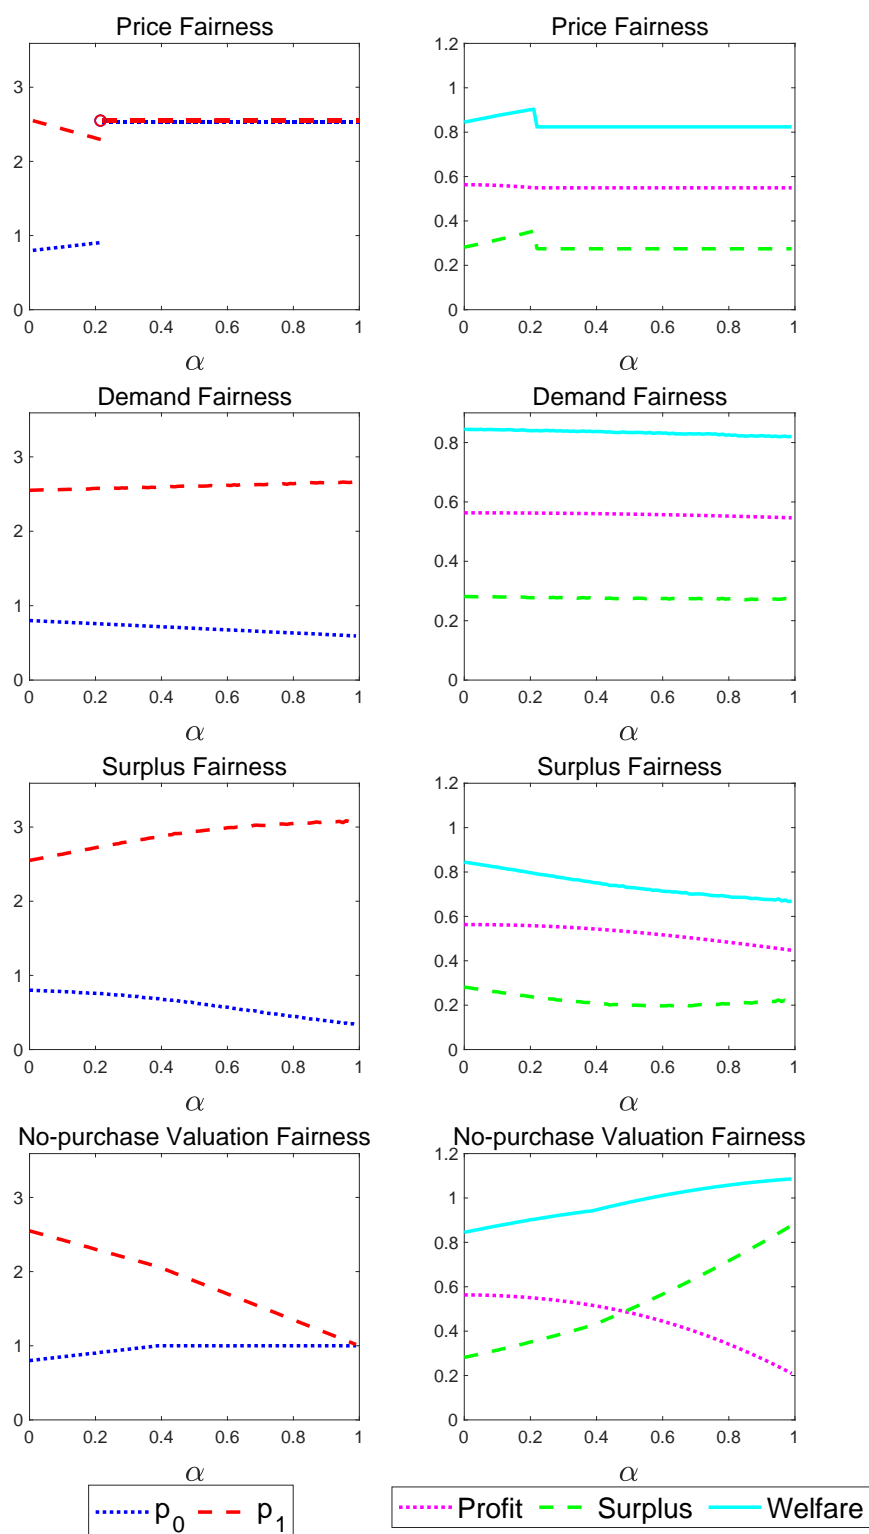 Price Fairness
3
2
1
0
0 0.2 0.4 0.6 0.8 1
α
Price Fairness
1.2
1
0.8
0.6
0.4
0.2
0
0 0.2 0.4 0.6 0.8 1
α
Demand Fairness
3
2
1
0
0 0.2 0.4 0.6 0.8 1
α
Demand Fairness
0.8
0.6
0.4
0.2
0
0 0.2 0.4 0.6 0.8 1
α
Surplus Fairness
3
2
1
0
0 0.2 0.4 0.6 0.8 1
α
Surplus Fairness
1.2
1
0.8
0.6
0.4
0.2
0
0 0.2 0.4 0.6 0.8 1
α
No-purchase Valuation Fairness
3
2
1
0
0 0.2 0.4 0.6 0.8 1
α
No-purchase Valuation Fairness
1.2
1
0.8
0.6
0.4
0.2
0
0 0.2 0.4 0.6 0.8 1
α
p₀ p₁
Profit Surplus Welfare